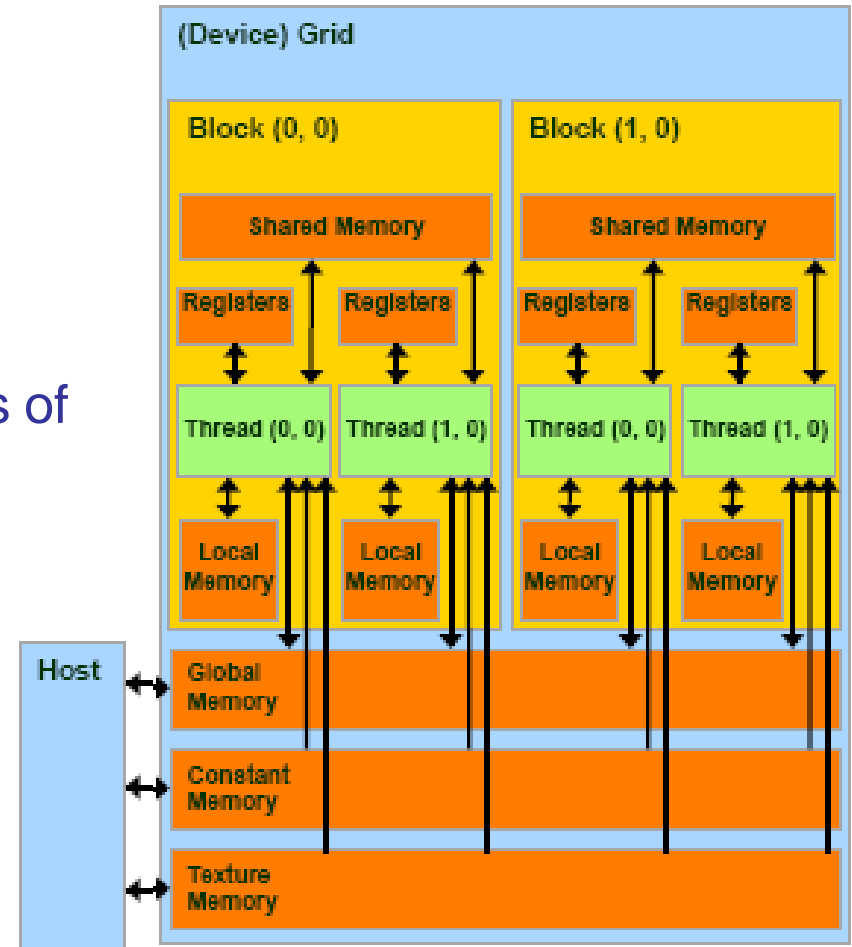 (Device) Grid
Block (0, 0)
Block (1, 0)
Shared Memory
Shared Memory
Registers
Registers
Registers
Registers
s of
Thread (0, 0)
Thread (1, 0)
Thread (0, 0)
Thread (1, 0)
Local
Memory
Local
Memory
Local
Memory
Local
Memory
Host
Global
Memory
Constant
Memory
Texture
Memory